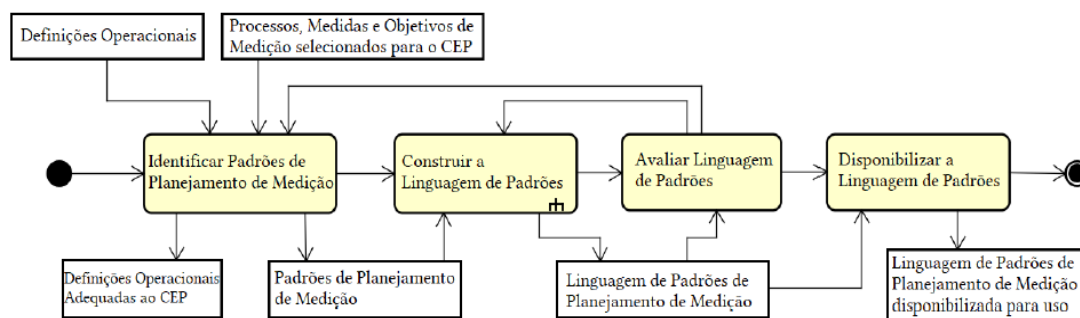 Definições Operacionais
Processos, Medidas e Objetivos de
Medição selecionados para o CEP
Identificar Padrões de
Planejamento de Medição
Construir a
Linguagem de Padrões
Avaliar Linguagem
de Padrões
Disponibilizar a
Linguagem de Padrões
Definições Operacionais
Adequadas ao CEP
Padrões de Planejamento
de Medição
Linguagem de Padrões de
Planejamento de Medição
Linguagem de Padrões de
Planejamento de Medição
disponibilizada para uso